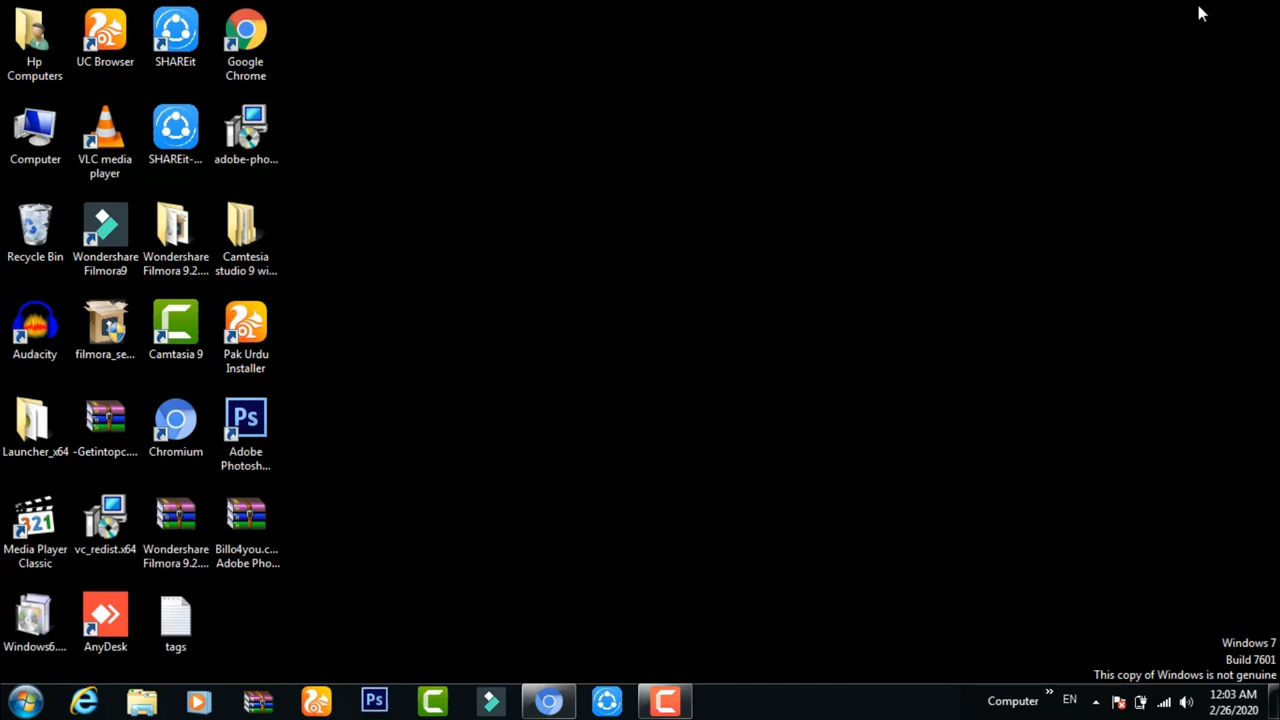 Hp
Computers
UC Browser
SHAREit
Google
Chrome
Computer
VLC media
player
SHAREit-...
adobe-pho...
Recycle Bin
Wondershare
Filmora9
Wondershare
Filmora 9.2....
Camtesia
studio 9 wi...
Audacity
filmora_se...
Camtasia 9
Pak Urdu
Installer
Launcher_x64
-Getintopc....
Chromium
Ps
Adobe
Photosh...
321
Media Player
Classic
vc_redist.x64
Wondershare
Filmora 9.2....
Billo4you.c...
Adobe Pho...
Windows6....
AnyDesk
tags
Windows 7
Build 7601
This copy of Windows is not genuine
Ps
Computer
»
EN
12:03 AM
2/26/2020